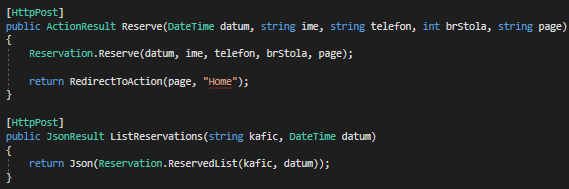 [HttpPost]
public ActionResult Reserve(DateTime datum, string ime, string telefon, int brStola, string page)
{
Reservation.Reserve(datum, ime, telefon, brStola, page);
return RedirectToAction(page, "Home");
}
[HttpPost]
public JsonResult ListReservations(string kafic, DateTime datum)
{
return Json(Reservation.ReservedList(kafic, datum));
}